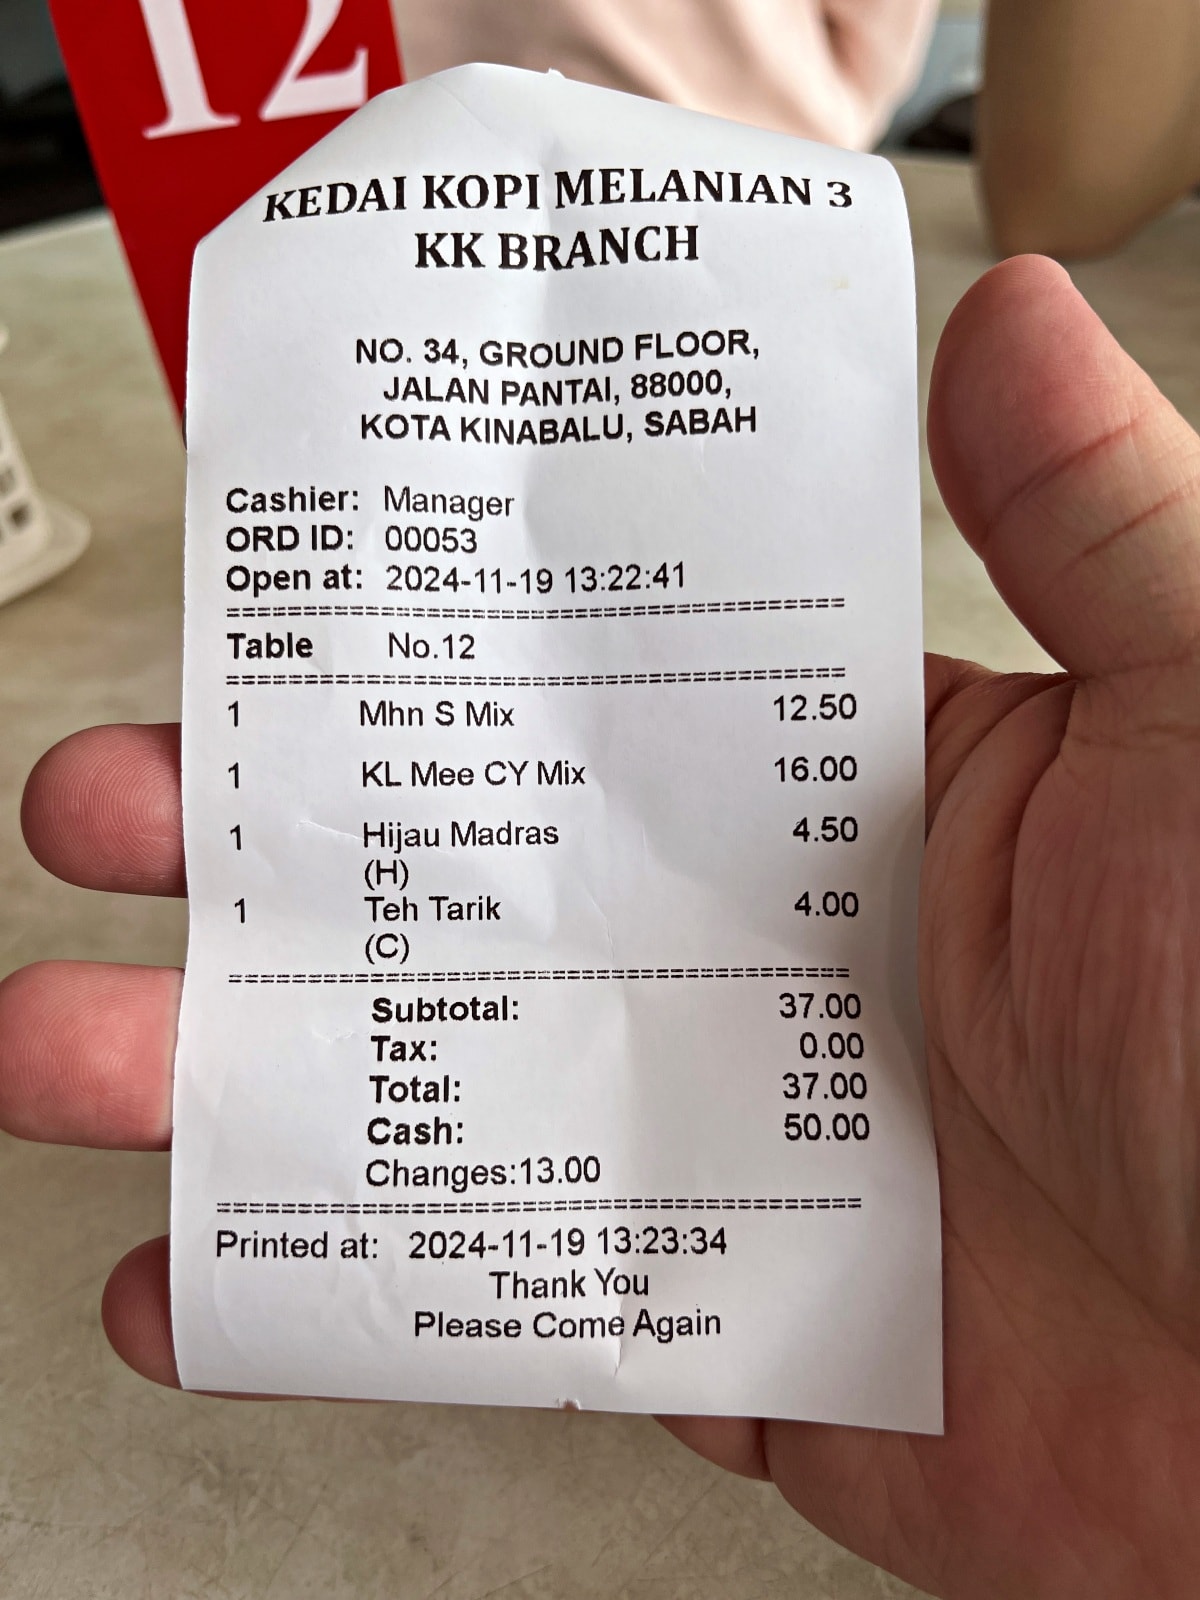 12
KEDAI KOPI MELANIAN 3
KK BRANCH
NO. 34, GROUND FLOOR,
JALAN PANTAI, 88000,
KOTA KINABALU, SABAH
Cashier: Manager
ORD ID: 00053
Open at: 2024-11-19 13:22:41
======================================
Table No.12
======================================
1 Mhn S Mix 12.50
1 KL Mee CY Mix 16.00
1 Hijau Madras 4.50
(H)
1 Teh Tarik 4.00
(C)
======================================
Subtotal: 37.00
Tax: 0.00
Total: 37.00
Cash: 50.00
Changes:13.00
======================================
Printed at: 2024-11-19 13:23:34
Thank You
Please Come Again